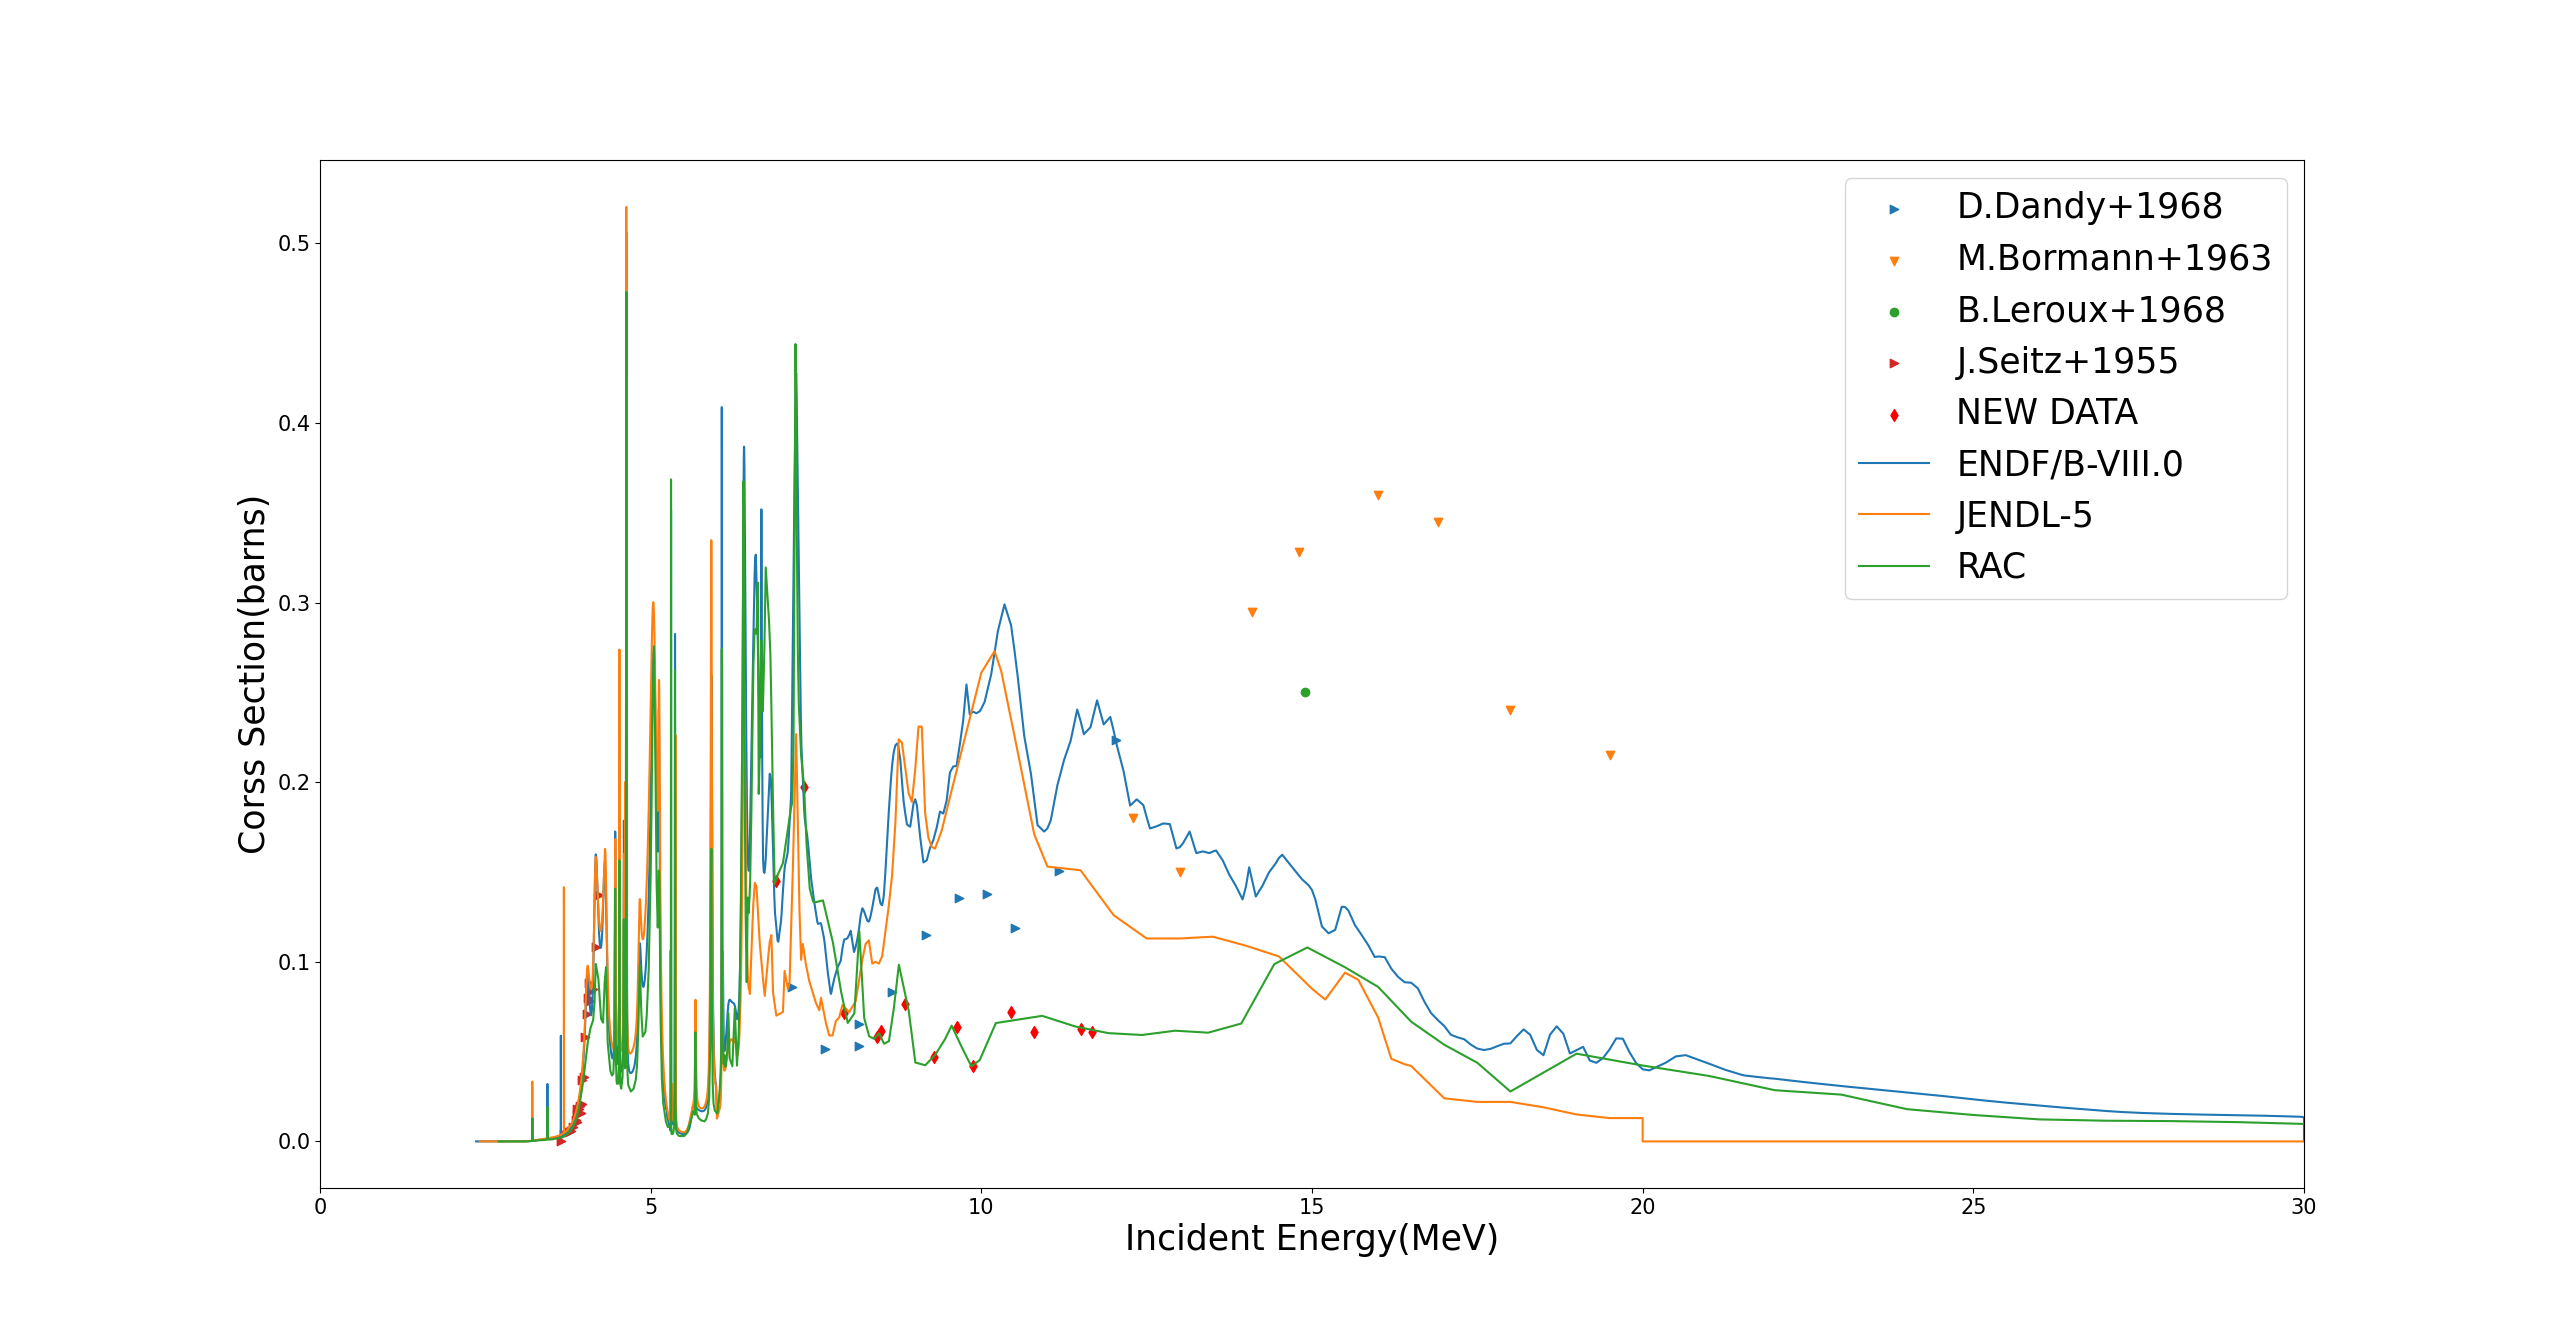 D.Dandy+1968
M.Bormann+1963
B.Leroux+1968
J.Seitz+1955
NEW DATA
ENDF/B-VIII.0
JENDL-5
RAC
Corss Section(barns)
0.5
0.4
0.3
0.2
0.1
0.0
0 5 10 15 20 25 30
Incident Energy(MeV)